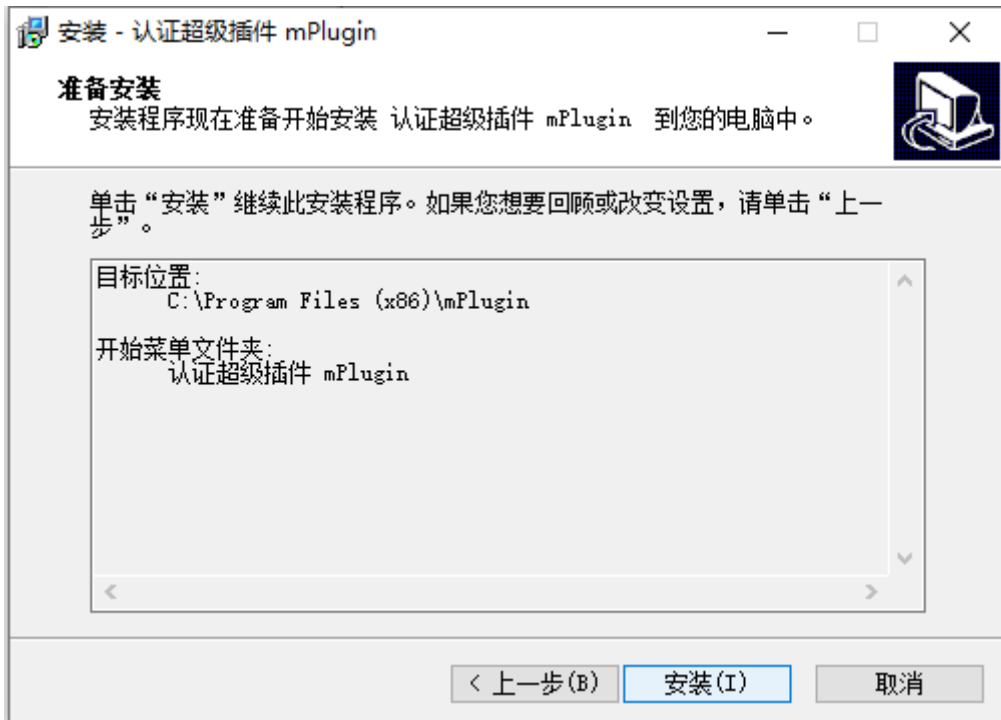 安装 - 认证超级插件 mPlugin
准备安装
安装程序现在准备开始安装 认证超级插件 mPlugin 到您的电脑中。
单击“安装”继续此安装程序。如果您想要回顾或改变设置，请单击“上一
步”。
目标位置:
C:\Program Files (x86)\mPlugin
开始菜单文件夹:
认证超级插件 mPlugin
< 上一步(B)
安装(I)
取消